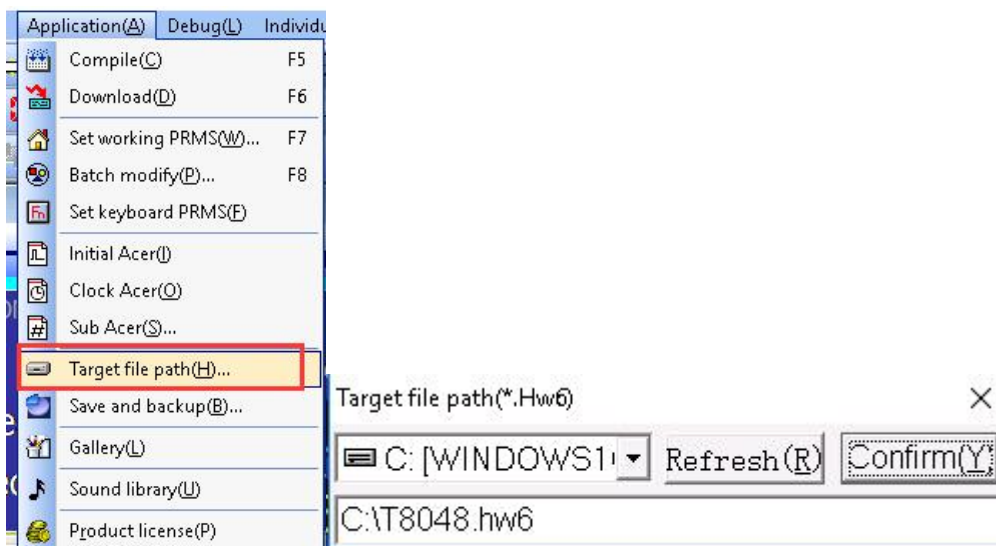 Application(A) Debug(L) Individu
Compile(C) F5
Download(D) F6
Set working PRMS(W)... F7
Batch modify(P)... F8
Set keyboard PRMS(F)
Initial Acer(I)
Clock Acer(O)
Sub Acer(S)...
Target file path(H)...
Save and backup(B)...
Gallery(L)
Sound library(U)
Product license(P)
Target file path(*.Hw6)
C: [WINDOWS1 Refresh(R) Confirm(Y)
C:\T8048.hw6